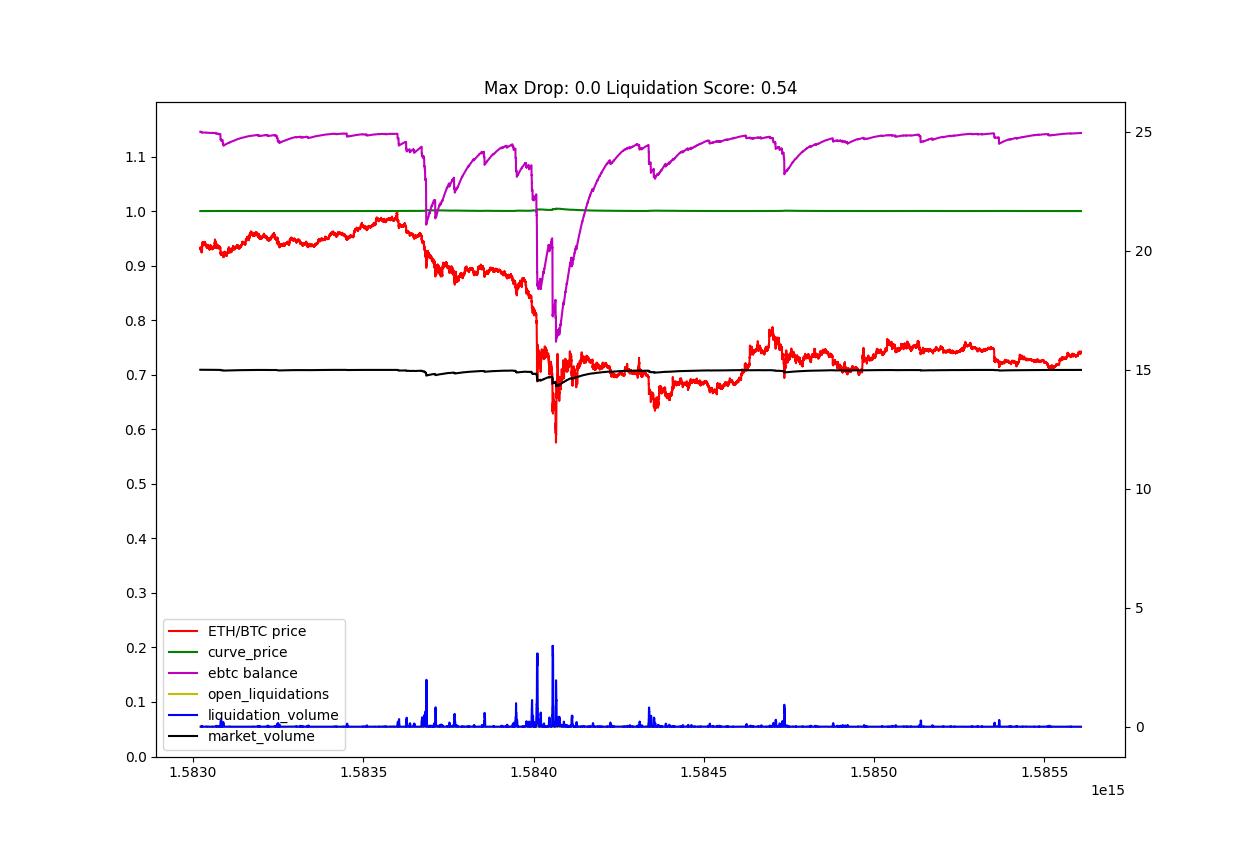 Max Drop: 0.0 Liquidation Score: 0.54
1.1
1.0
0.9
0.8
0.7
0.6
0.5
0.4
0.3
0.2
0.1
0.0
25
20
15
10
5
0
ETH/BTC price
curve_price
ebtc balance
open_liquidations
liquidation_volume
market_volume
1.5830 1.5835 1.5840 1.5845 1.5850 1.5855
1e15